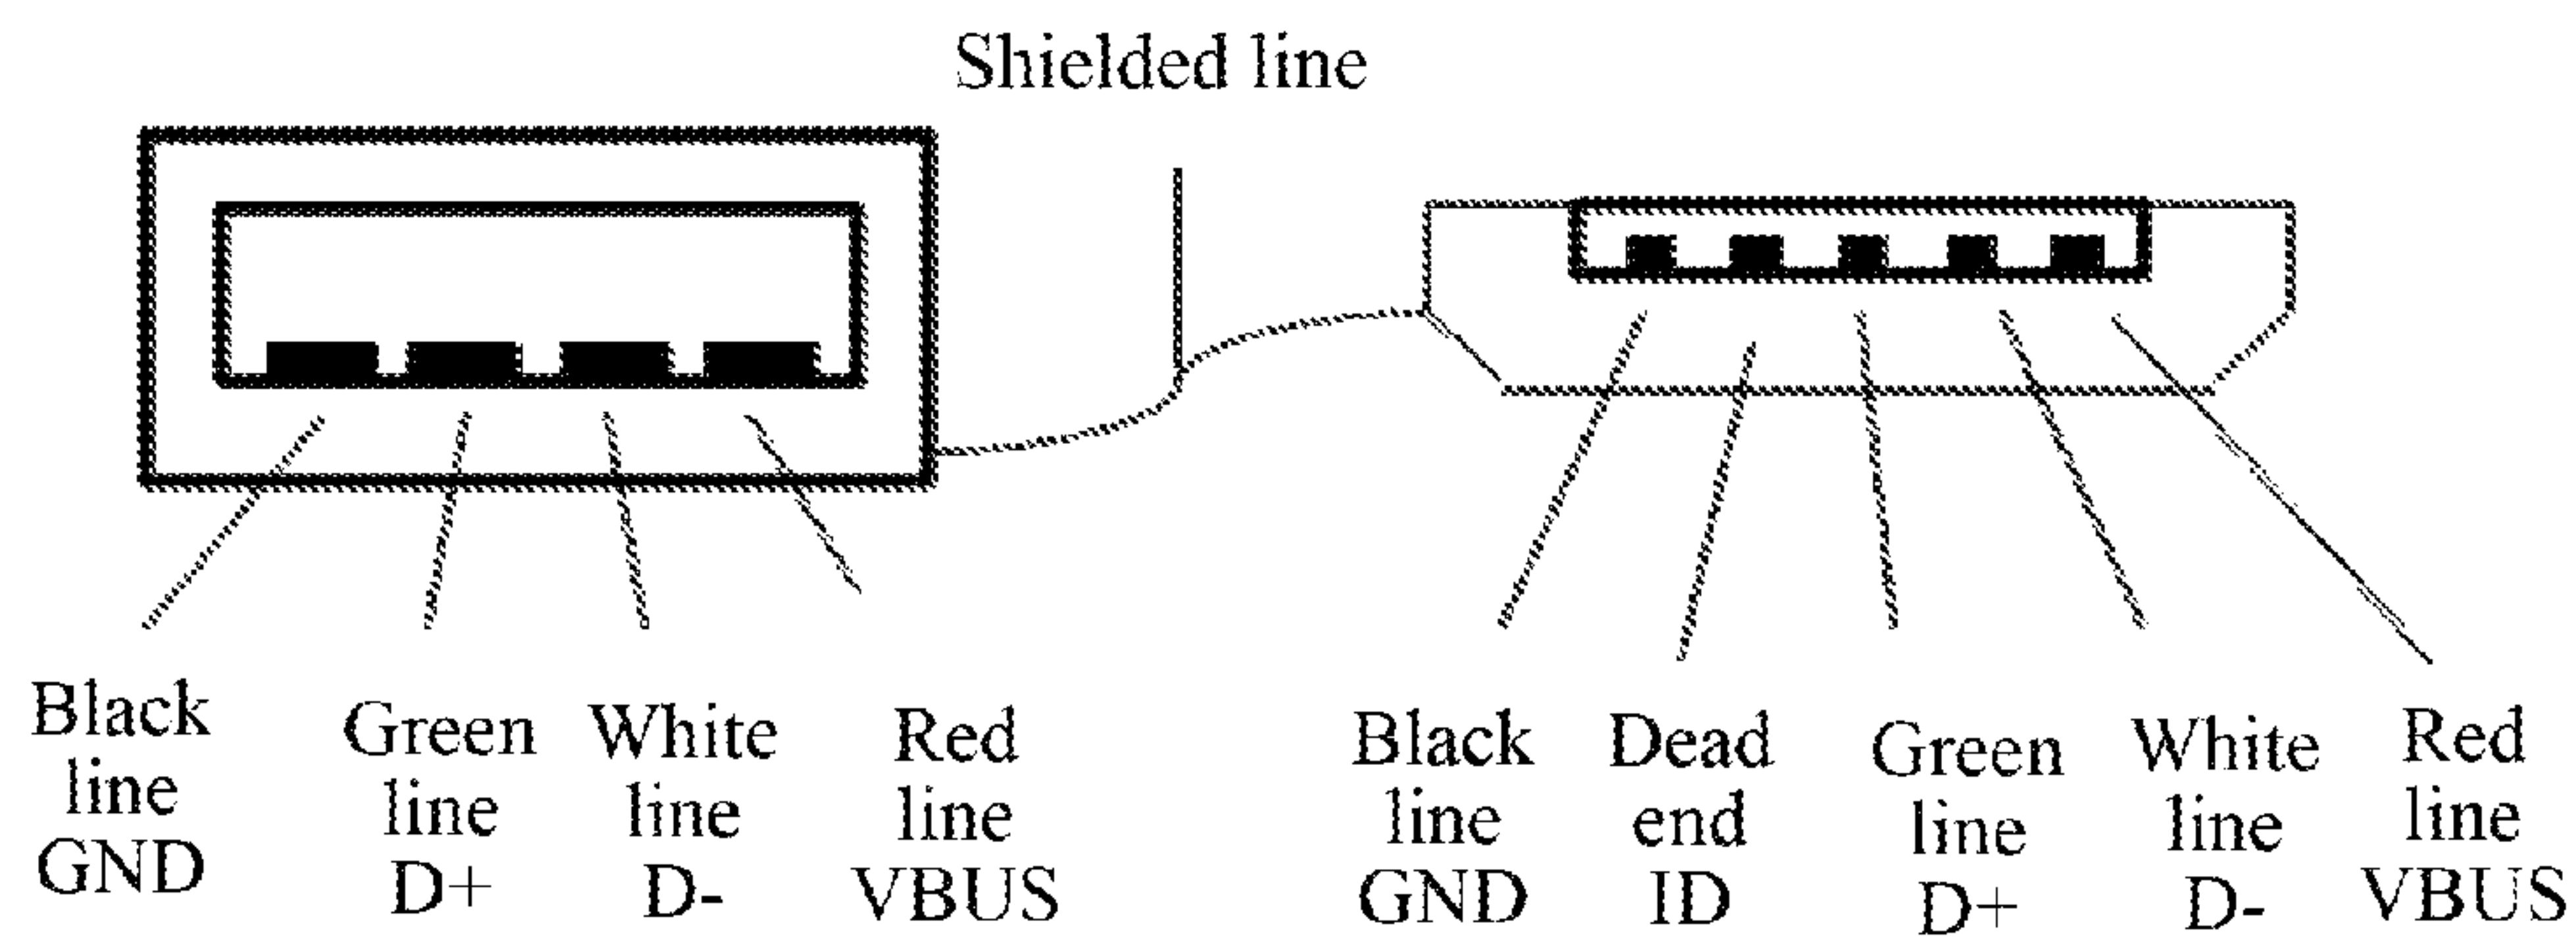 Shielded line
Black
line
GND
Green
line
D+
White
line
D-
Red
line
VBUS
Black
line
GND
Dead
end
ID
Green
line
D+
White
line
D-
Red
line
VBUS